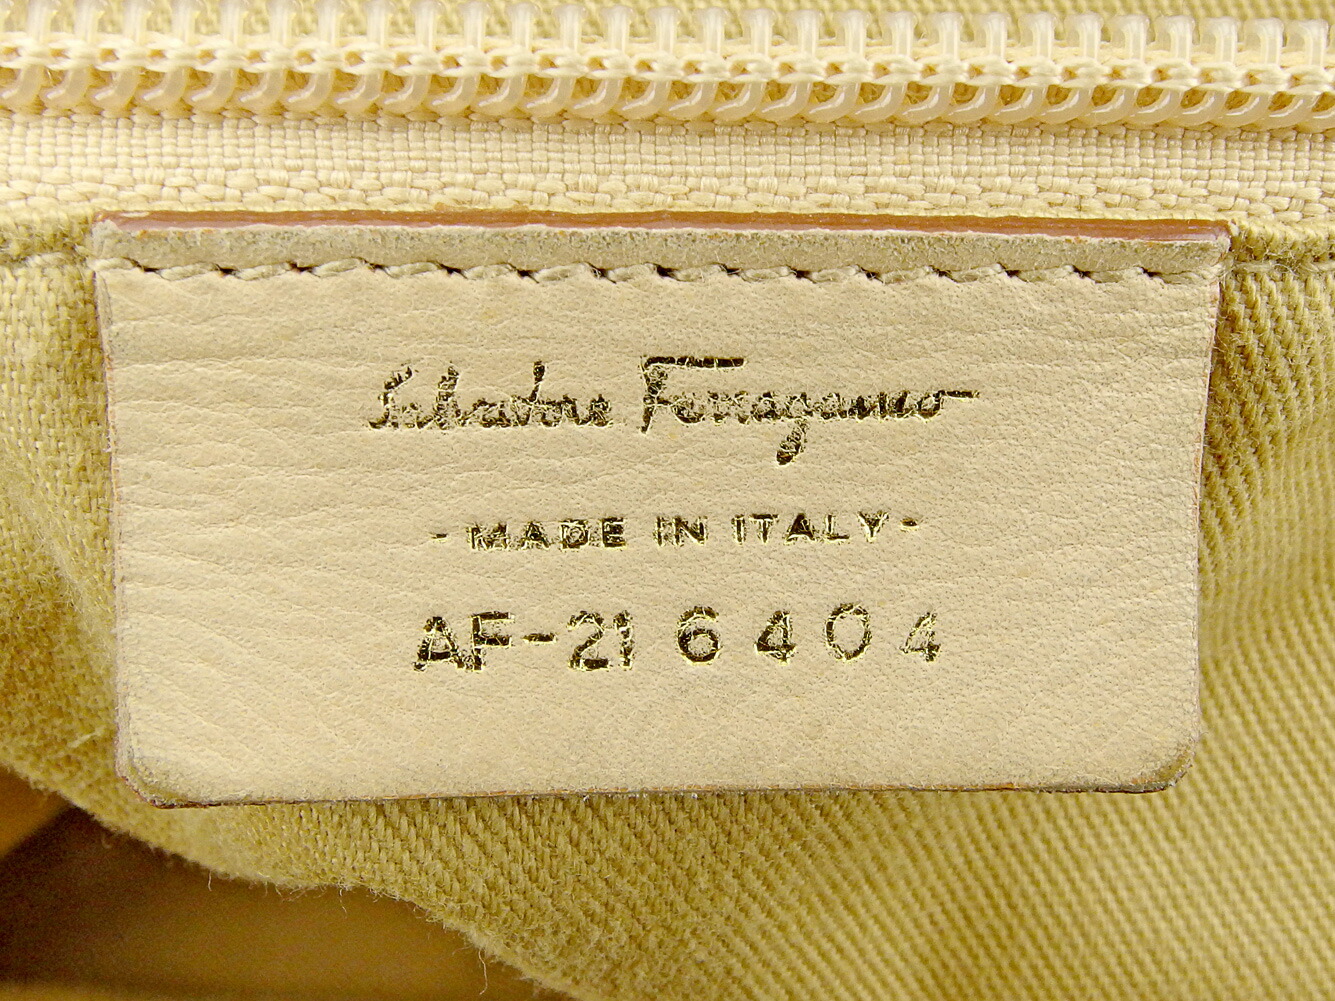 Salvatore Ferragamo
- MADE IN ITALY -
AF-21 6404